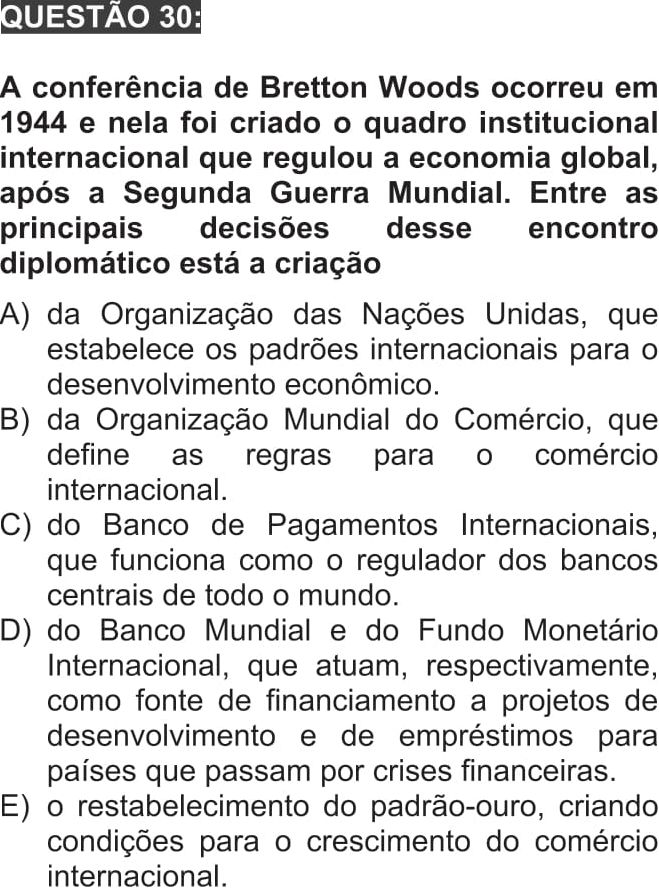 QUESTÃO 30:
A conferência de Bretton Woods ocorreu em
1944 e nela foi criado o quadro institucional
internacional que regulou a economia global,
após a Segunda Guerra Mundial. Entre as
principais decisões desse encontro
diplomático está a criação
A) da Organização das Nações Unidas, que
estabelece os padrões internacionais para o
desenvolvimento econômico.
B) da Organização Mundial do Comércio, que
define as regras para o comércio
internacional.
C) do Banco de Pagamentos Internacionais,
que funciona como o regulador dos bancos
centrais de todo o mundo.
D) do Banco Mundial e do Fundo Monetário
Internacional, que atuam, respectivamente,
como fonte de financiamento a projetos de
desenvolvimento e de empréstimos para
países que passam por crises financeiras.
E) o restabelecimento do padrão-ouro, criando
condições para o crescimento do comércio
internacional.